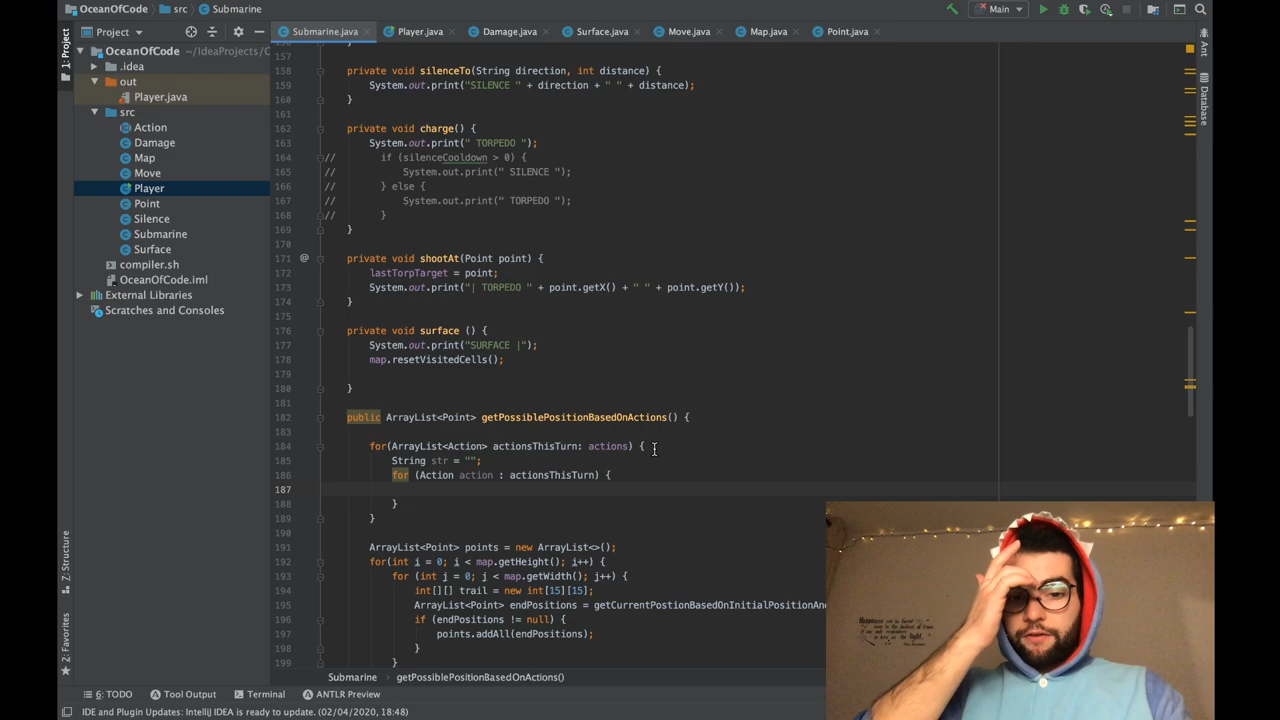 OceanOfCode > src > Submarine
Main
Project
Submarine.java Player.java Damage.java Surface.java Move.java Map.java Point.java
1: Project
Ant
Database
OceanOfCode ~/IdeaProjects/O
.idea
out
Player.java
src
Action
Damage
Map
Move
Player
Point
Silence
Submarine
Surface
compiler.sh
OceanOfCode.iml
External Libraries
Scratches and Consoles
157
158 private void silenceTo(String direction, int distance) {
159 System.out.print("SILENCE " + direction + " " + distance);
160 }
161
162 private void charge() {
163 System.out.print(" TORPEDO ");
164 // if (silenceCooldown > 0) {
165 // System.out.print(" SILENCE ");
166 // } else {
167 // System.out.print(" TORPEDO ");
168 // }
169 }
170
171 @ private void shootAt(Point point) {
172 lastTorpTarget = point;
173 System.out.print("| TORPEDO " + point.getX() + " " + point.getY());
174 }
175
176 private void surface () {
177 System.out.print("SURFACE |");
178 map.resetVisitedCells();
179
180 }
181
182 public ArrayList<Point> getPossiblePositionBasedOnActions() {
183
184 for(ArrayList<Action> actionsThisTurn: actions) {
185 String str = "";
186 for (Action action : actionsThisTurn) {
187
188 }
189 }
190
191 ArrayList<Point> points = new ArrayList<>();
192 for(int i = 0; i < map.getHeight(); i++) {
193 for (int j = 0; j < map.getWidth(); j++) {
194 int[][] trail = new int[15][15];
195 ArrayList<Point> endPositions = getCurrentPostionBasedOnInitialPositionAn
196 if (endPositions != null) {
197 points.addAll(endPositions);
198 }
199 }
Submarine > getPossiblePositionBasedOnActions()
7: Structure
2: Favorites
6: TODO Tool Output Terminal ANTLR Preview
IDE and Plugin Updates: IntelliJ IDEA is ready to update. (02/04/2020, 18:48)